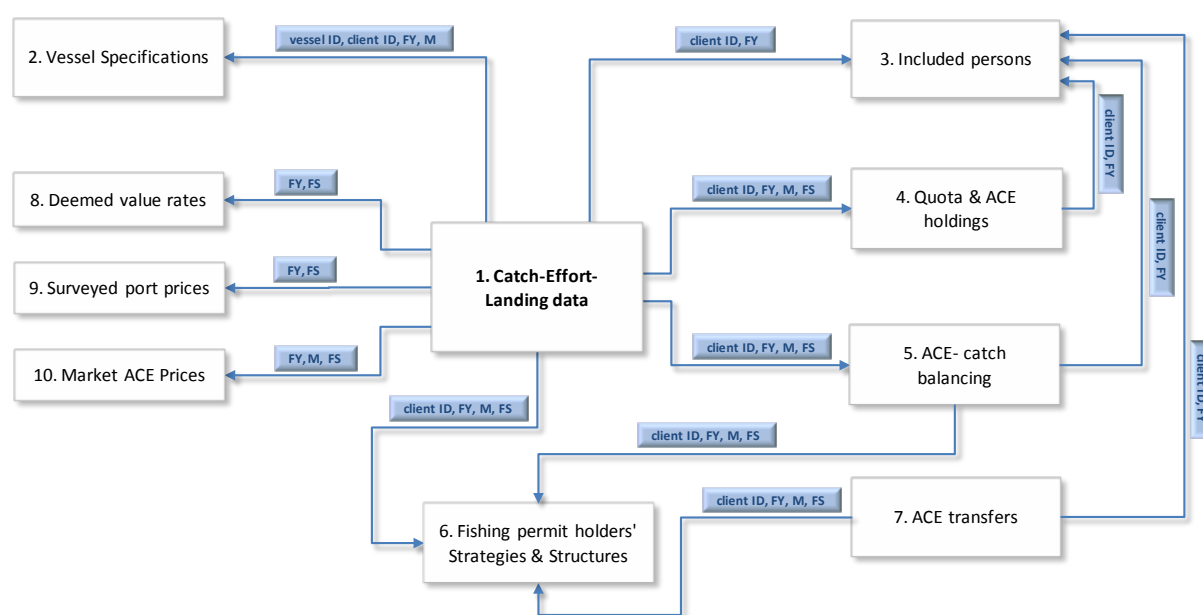 vessel ID, client ID, FY, M
client ID, FY
2. Vessel Specifications
3. Included persons
client ID, FY
FY, FS
client ID, FY, M, FS
8. Deemed value rates
4. Quota & ACE
holdings
client ID, FY
1. Catch-Effort-
Landing data
FY, FS
9. Surveyed port prices
client ID, FY, M, FS
5. ACE- catch
balancing
FY, M, FS
10. Market ACE Prices
client ID, FY
client ID, FY, M, FS
client ID, FY, M, FS
client ID, FY, M, FS
6. Fishing permit holders'
Strategies & Structures
7. ACE transfers